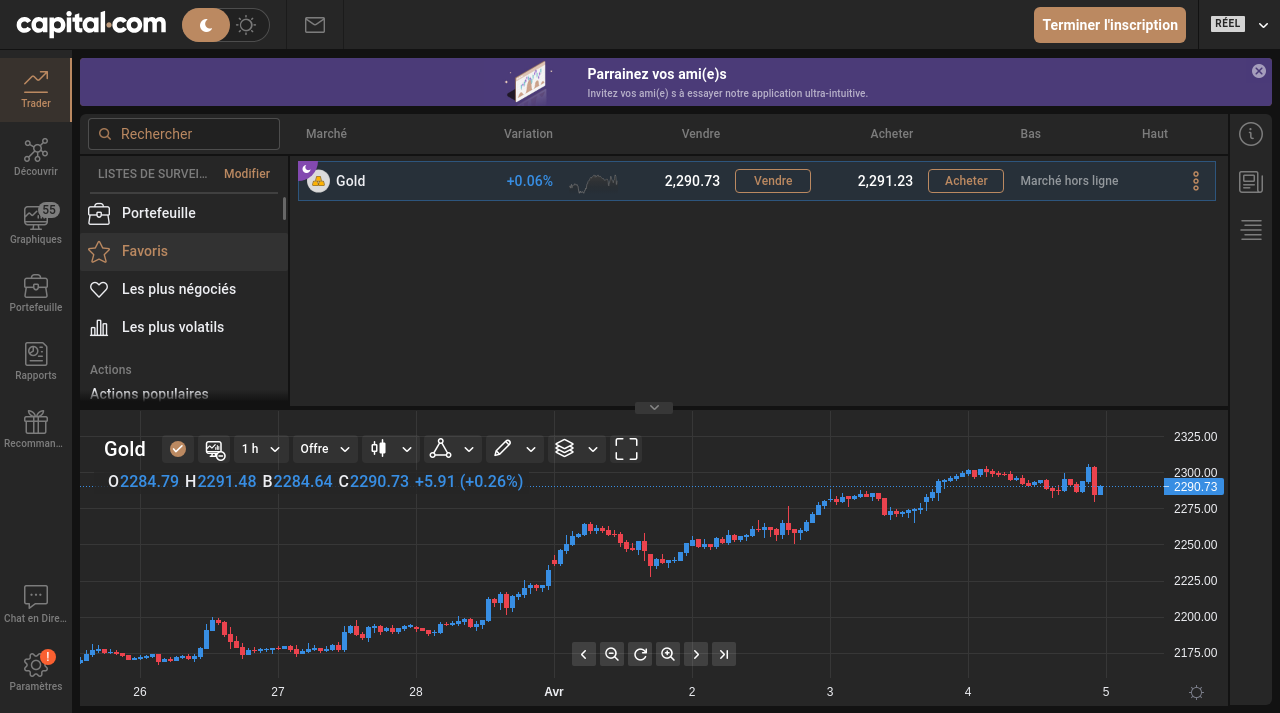 capital.com
Terminer l'inscription
RÉEL
Trader
Découvrir
55
Graphiques
Portefeuille
Rapports
Recomman...
Chat en Dire...
!
Paramètres
Parrainez vos ami(e)s
Invitez vos ami(e) s à essayer notre application ultra-intuitive.
Rechercher
Marché Variation Vendre Acheter Bas Haut
LISTES DE SURVEI... Modifier
Portefeuille
Favoris
Les plus négociés
Les plus volatils
Actions
Actions populaires
Gold +0.06% 2,290.73 Vendre 2,291.23 Acheter Marché hors ligne
Gold 1 h Offre
O2284.79 H2291.48 B2284.64 C2290.73 +5.91 (+0.26%)
2325.00
2300.00
2290.73
2275.00
2250.00
2225.00
2200.00
2175.00
26 27 28 Avr 2 3 4 5